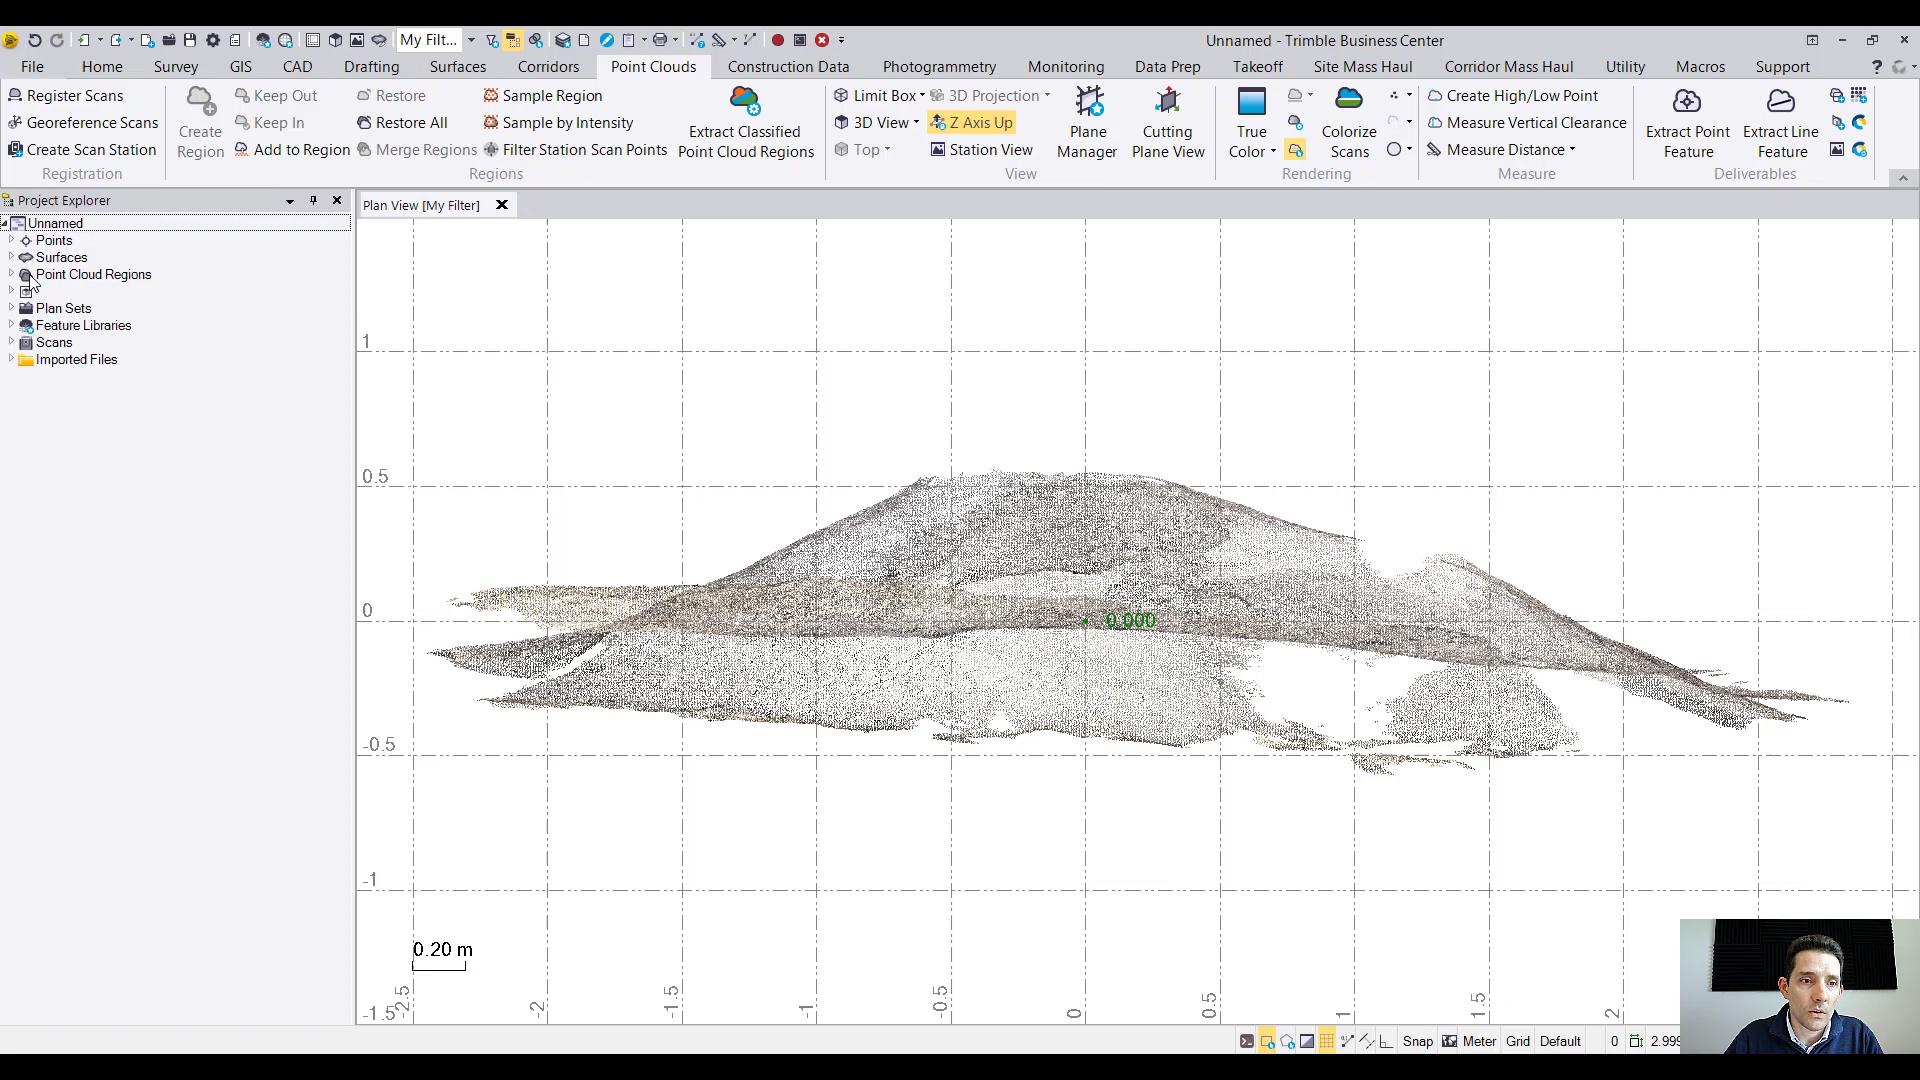 My Filt...
Unnamed - Trimble Business Center
File Home Survey GIS CAD Drafting Surfaces Corridors Point Clouds Construction Data Photogrammetry Monitoring Data Prep Takeoff Site Mass Haul Corridor Mass Haul Utility Macros Support
Register Scans
Georeference Scans
Create Scan Station
Registration
Create
Region
Keep Out
Keep In
Add to Region
Restore
Restore All
Merge Regions
Sample Region
Sample by Intensity
Filter Station Scan Points
Extract Classified
Point Cloud Regions
Regions
Limit Box
3D View
Top
3D Projection
Z Axis Up
Station View
Plane
Manager
Cutting
Plane View
View
True
Color
Colorize
Scans
Rendering
Create High/Low Point
Measure Vertical Clearance
Measure Distance
Measure
Extract Point
Feature
Extract Line
Feature
Deliverables
Project Explorer
Unnamed
Points
Surfaces
Point Cloud Regions
Plan Sets
Feature Libraries
Scans
Imported Files
Plan View [My Filter]
1
0.5
0
0.000
-0.5
-1
-1.5
0.20 m
-2.5 -2 -1.5 -1 -0.5 0 0.5 1 1.5 2
Snap Meter Grid Default 0 2.999